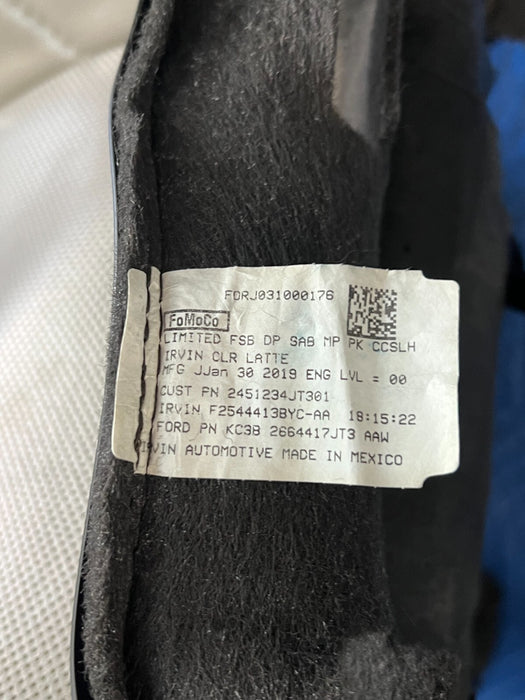 FDRJ031000176
FoMoCo
LIMITED FSB DP SAB MP PK CCSLH
IRVIN CLR LATTE
MFG JJan 30 2019 ENG LVL = 00
CUST PN 2451234JT301
IRVIN F2544413BYC-AA 18:15:22
FORD PN KC3B 2664417JT3 AAW
IRVIN AUTOMOTIVE MADE IN MEXICO